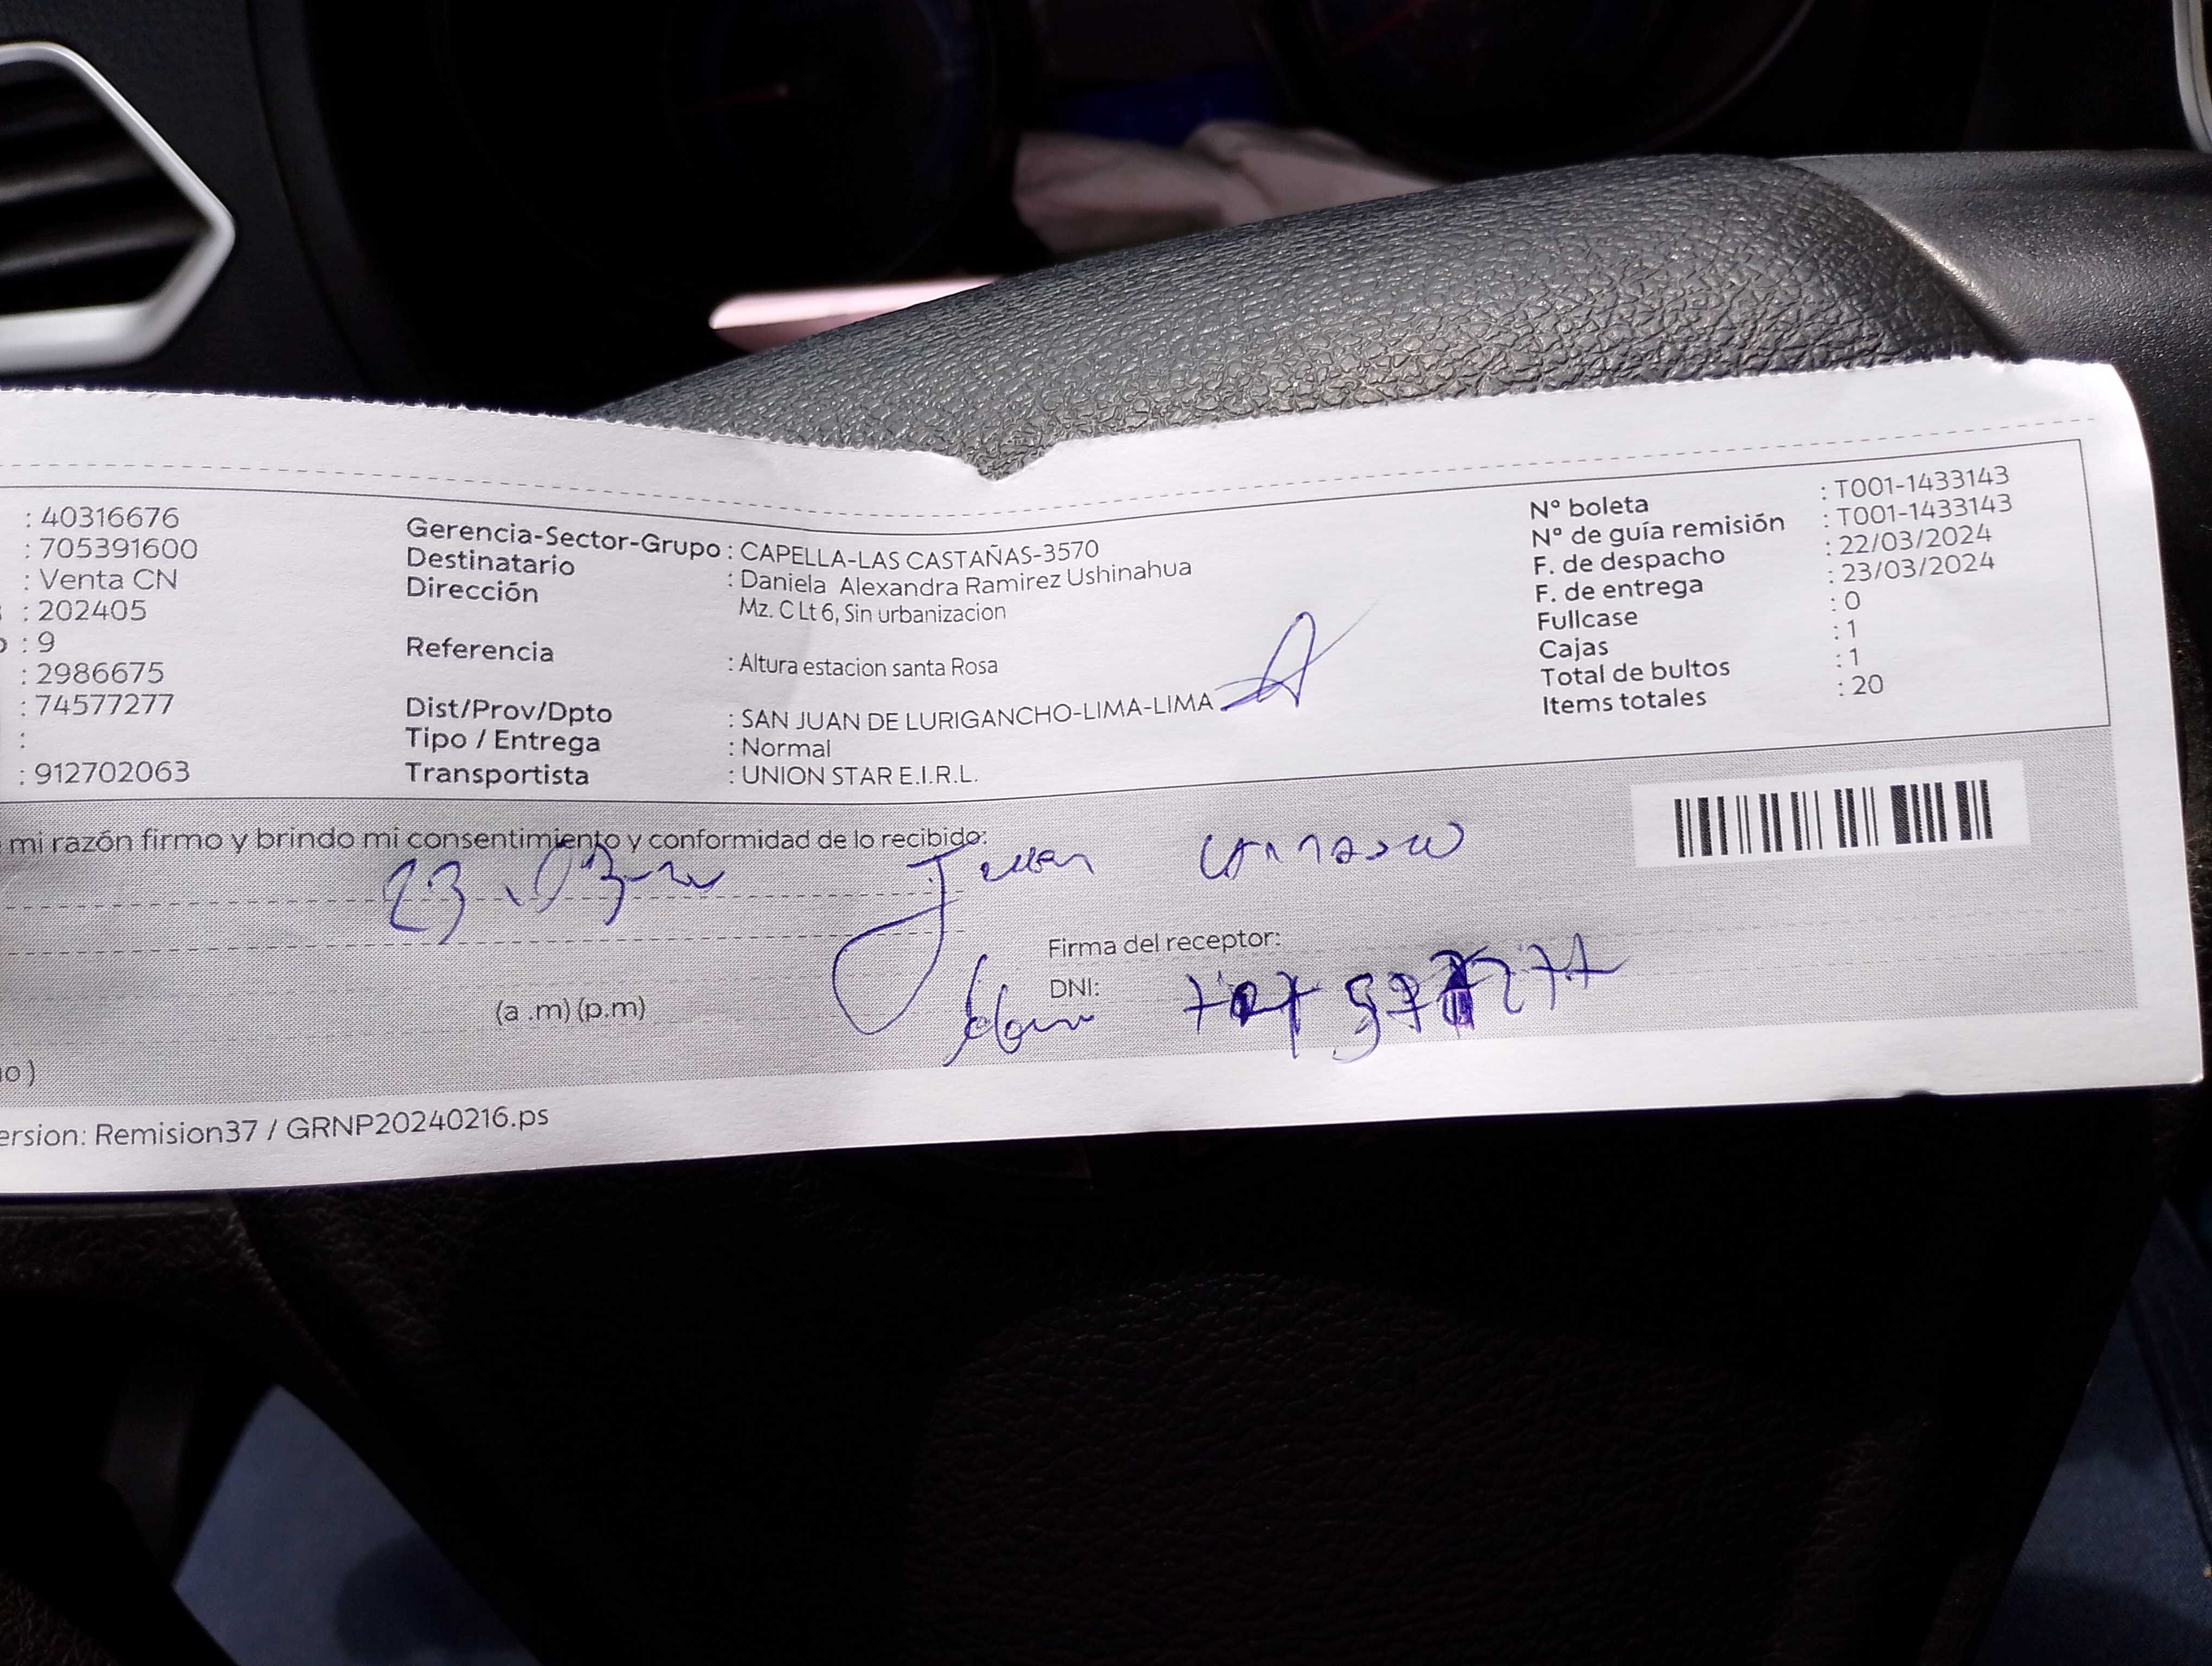 : 40316676
: 705391600
: Venta CN
: 202405
: 9
: 2986675
: 74577277
:
: 912702063
Gerencia-Sector-Grupo : CAPELLA-LAS CASTAÑAS-3570
Destinatario : Daniela Alexandra Ramirez Ushinahua
Dirección Mz. C Lt 6, Sin urbanizacion
Referencia : Altura estacion santa Rosa
Dist/Prov/Dpto : SAN JUAN DE LURIGANCHO-LIMA-LIMA
Tipo / Entrega : Normal
Transportista : UNION STAR E.I.R.L.
N° boleta : T001-1433143
N° de guía remisión : T001-1433143
F. de despacho : 22/03/2024
F. de entrega : 23/03/2024
Fullcase : 0
Cajas : 1
Total de bultos : 1
Items totales : 20
mi razón firmo y brindo mi consentimiento y conformidad de lo recibido:
23 03 Juan
Firma del receptor:
DNI:
(a .m) (p.m)
o )
ersion: Remision37 / GRNP20240216.ps